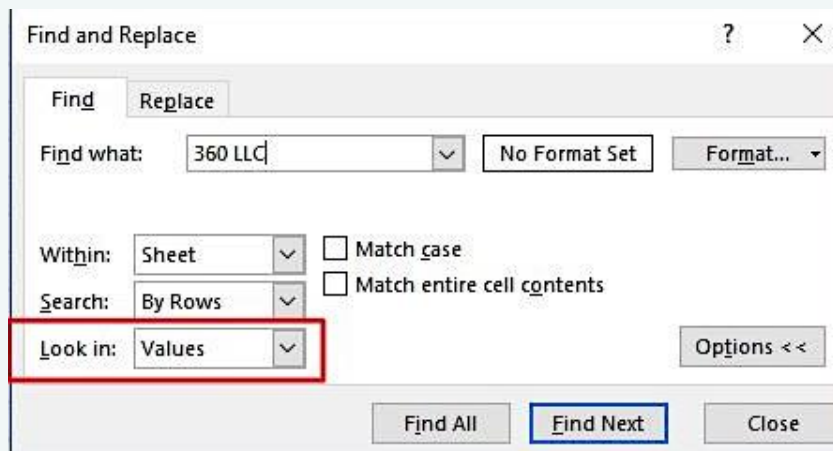 Find and Replace ?
Find Replace
Find what: 360 LLC No Format Set Format...
Within: Sheet Match case
Match entire cell contents
Search: By Rows
Look in: Values Options <<
Find All Find Next Close